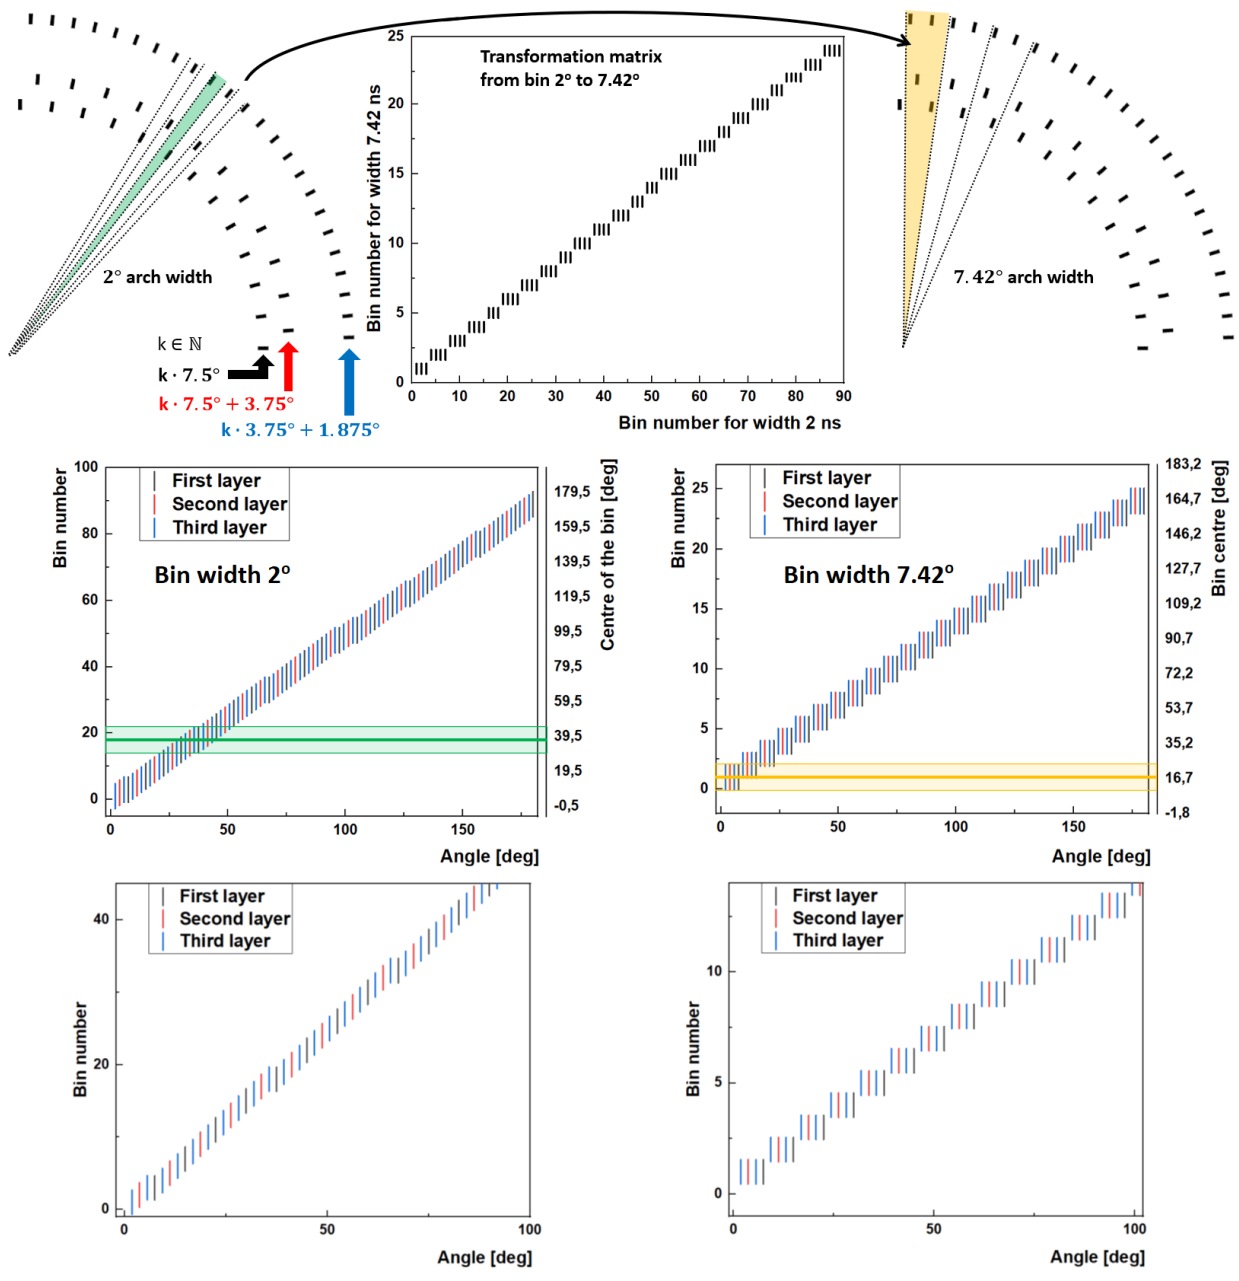 Transformation matrix
from bin 2° to 7.42°
Bin number for width 7.42 ns
25
20
15
10
5
0
0 10 20 30 40 50 60 70 80 90
Bin number for width 2 ns
2° arch width
7.42° arch width
k ∈ ℕ
k · 7.5°
k · 7.5° + 3.75°
k · 3.75° + 1.875°
Bin number
100
80
60
40
20
0
First layer
Second layer
Third layer
Bin width 2°
0 50 100 150
Angle [deg]
Centre of the bin [deg]
179,5
159,5
139,5
119,5
99,5
79,5
59,5
39,5
19,5
-0,5
Bin number
25
20
15
10
5
0
First layer
Second layer
Third layer
Bin width 7.42°
0 50 100 150
Angle [deg]
Bin centre [deg]
183,2
164,7
146,2
127,7
109,2
90,7
72,2
53,7
35,2
16,7
-1,8
Bin number
40
20
0
First layer
Second layer
Third layer
0 50 100
Angle [deg]
Bin number
10
5
0
First layer
Second layer
Third layer
0 50 100
Angle [deg]